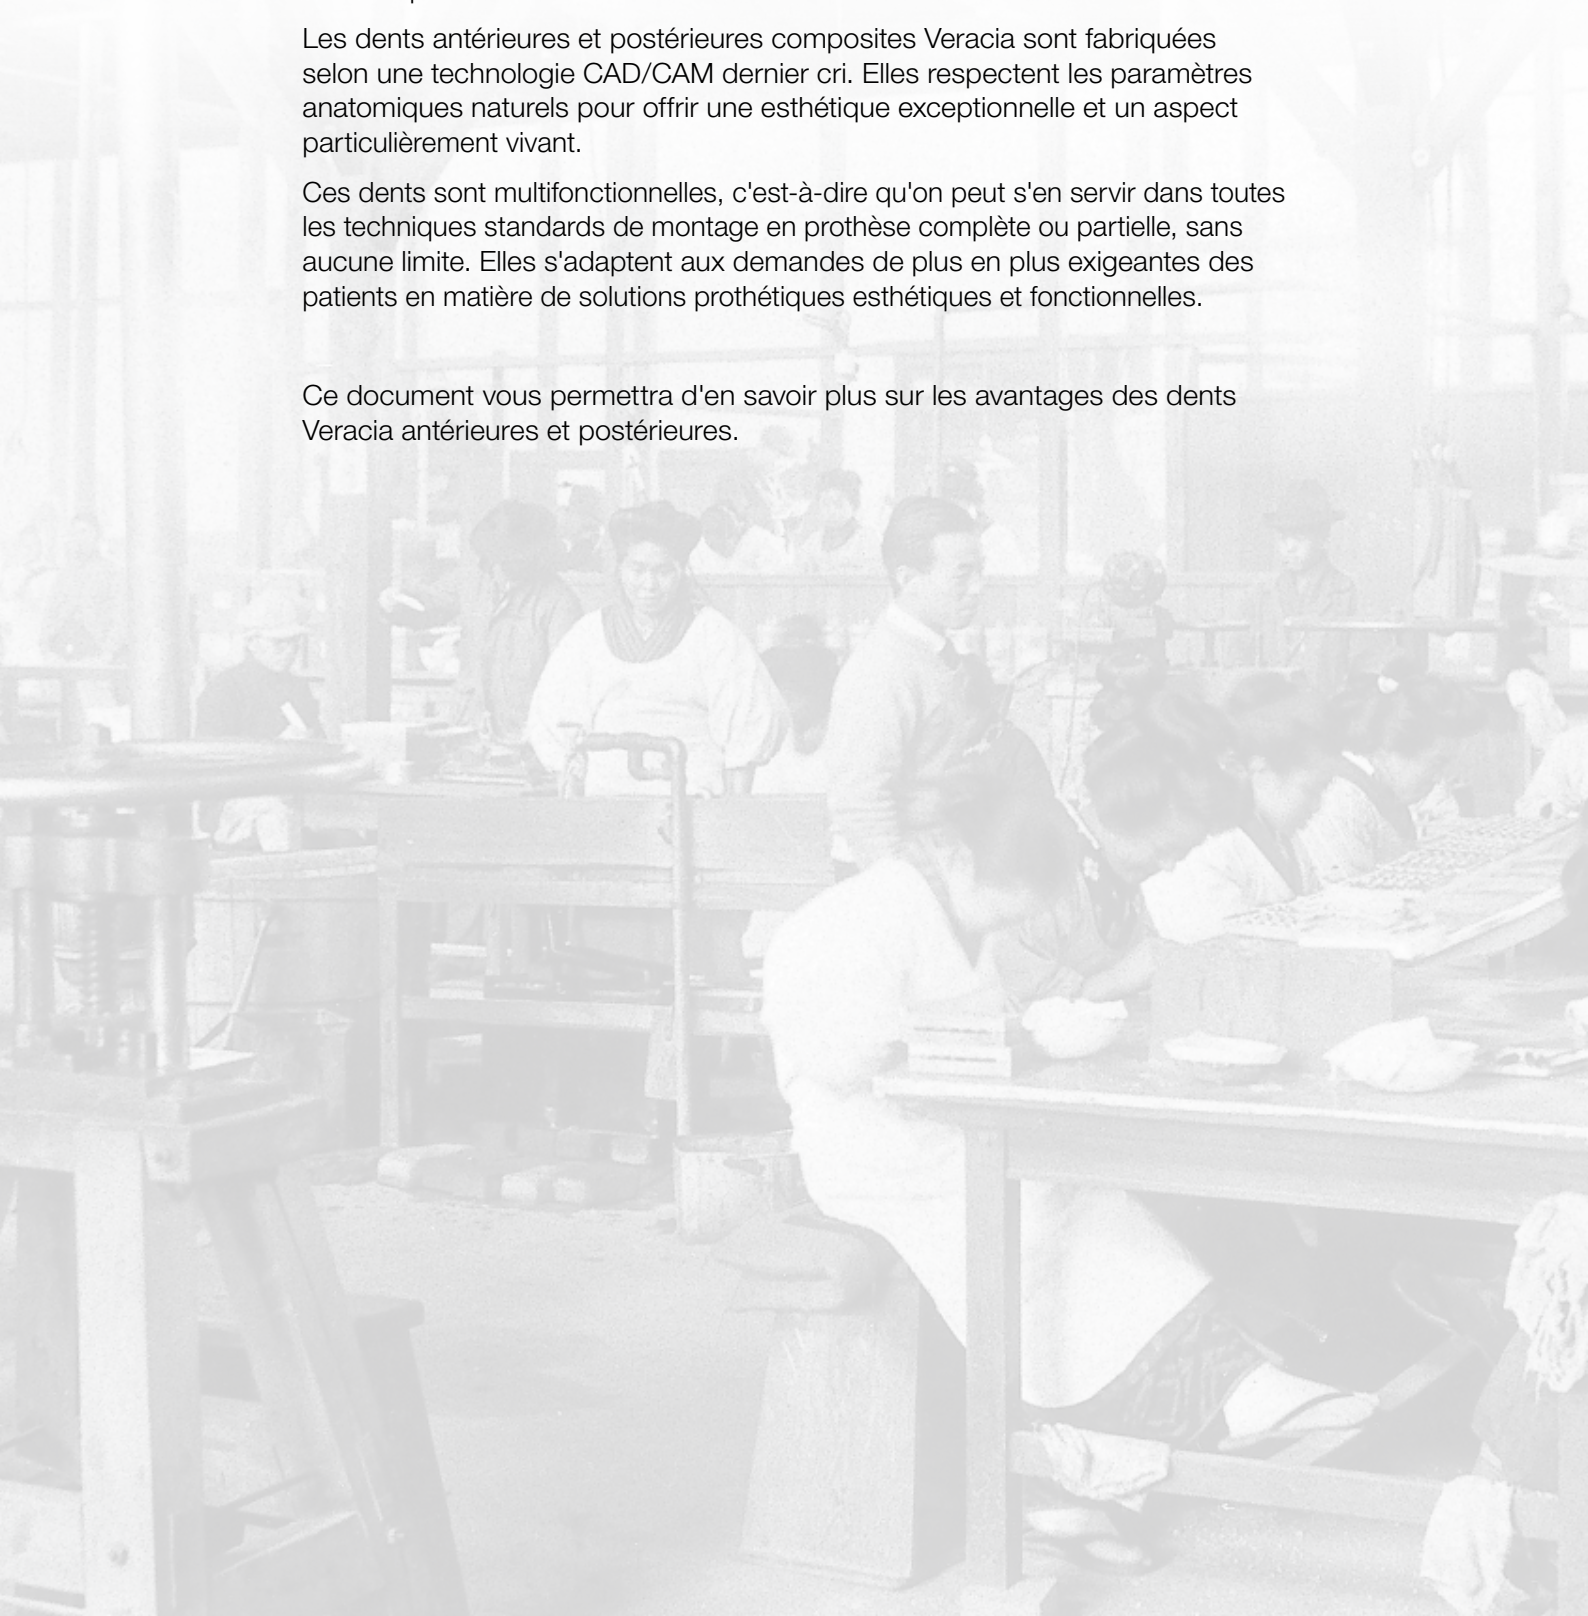 Les dents antérieures et postérieures composites Veracia sont fabriquées
selon une technologie CAD/CAM dernier cri. Elles respectent les paramètres
anatomiques naturels pour offrir une esthétique exceptionnelle et un aspect
particulièrement vivant.
Ces dents sont multifonctionnelles, c'est-à-dire qu'on peut s'en servir dans toutes
les techniques standards de montage en prothèse complète ou partielle, sans
aucune limite. Elles s'adaptent aux demandes de plus en plus exigeantes des
patients en matière de solutions prothétiques esthétiques et fonctionnelles.
Ce document vous permettra d'en savoir plus sur les avantages des dents
Veracia antérieures et postérieures.